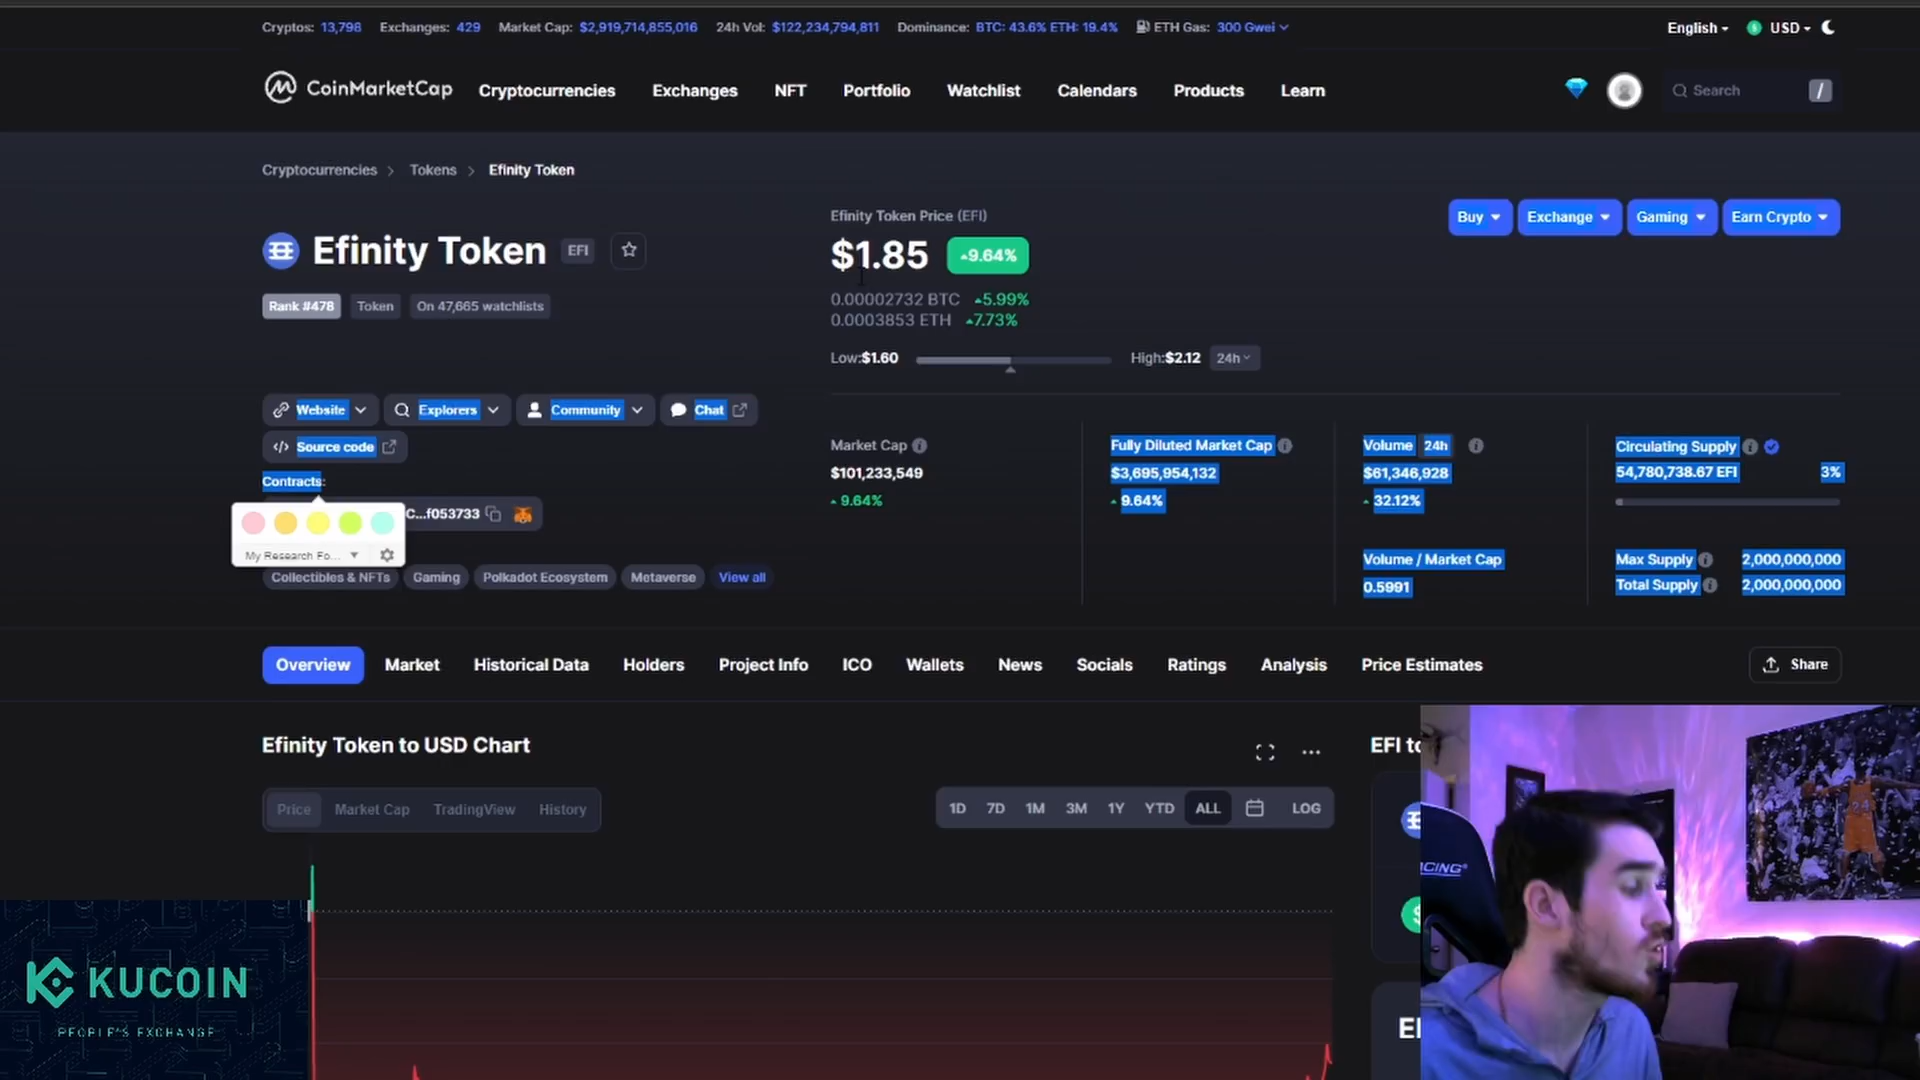 Cryptos: 13,798 Exchanges: 429 Market Cap: $2,919,714,855,016 24h Vol: $122,234,794,811 Dominance: BTC: 43.6% ETH: 19.4% ETH Gas: 300 Gwei English USD
CoinMarketCap Cryptocurrencies Exchanges NFT Portfolio Watchlist Calendars Products Learn Search /
Cryptocurrencies > Tokens > Efinity Token
Efinity Token EFI
Rank #478 Token On 47,665 watchlists
Efinity Token Price (EFI)
$1.85 9.64%
0.00002732 BTC 5.99%
0.0003853 ETH 7.73%
Low:$1.60 High:$2.12 24h
Buy Exchange Gaming Earn Crypto
Website Explorers Community Chat
Source code
Contracts:
C...f053733
My Research Fo...
Collectibles & NFTs Gaming Polkadot Ecosystem Metaverse View all
Market Cap
$101,233,549
9.64%
Fully Diluted Market Cap
$3,695,954,132
9.64%
Volume 24h
$61,346,928
32.12%
Volume / Market Cap
0.5991
Circulating Supply
54,780,738.67 EFI 3%
Max Supply 2,000,000,000
Total Supply 2,000,000,000
Overview Market Historical Data Holders Project Info ICO Wallets News Socials Ratings Analysis Price Estimates Share
Efinity Token to USD Chart
Price Market Cap TradingView History
1D 7D 1M 3M 1Y YTD ALL LOG
EFI to
KUCOIN
PEOPLE'S EXCHANGE
24